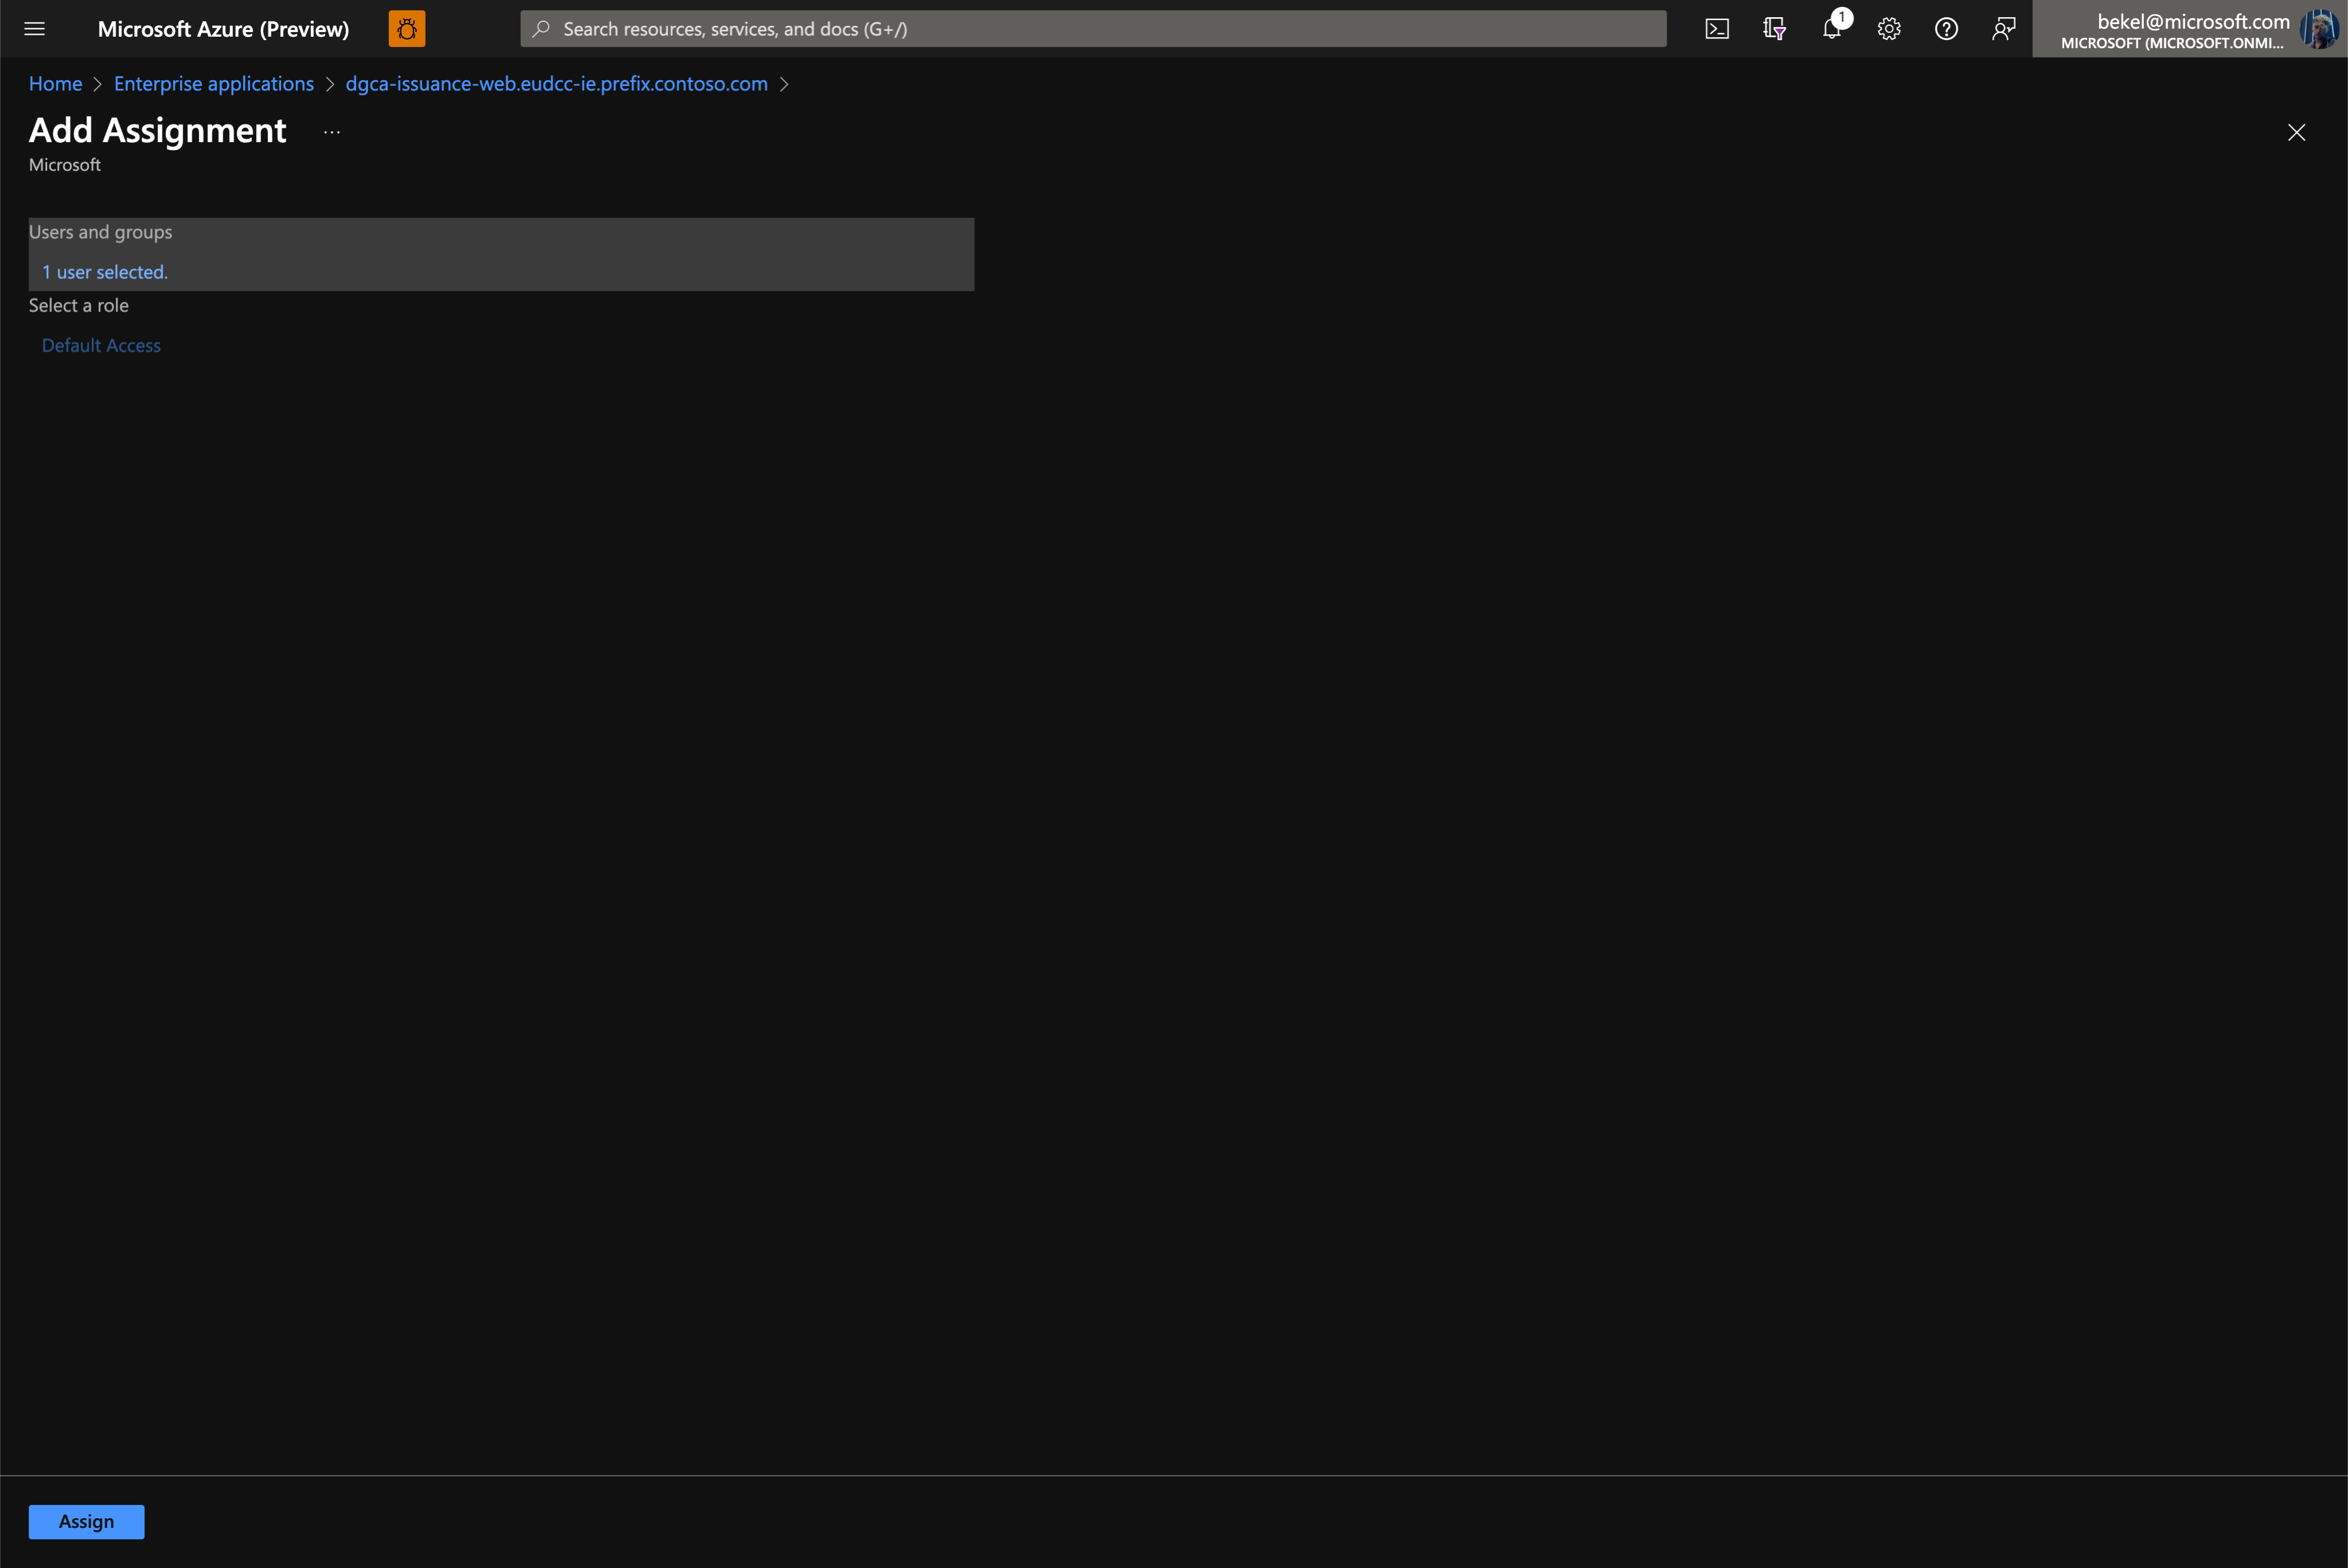 Microsoft Azure (Preview)
Search resources, services, and docs (G+/)
1
bekel@microsoft.com
MICROSOFT (MICROSOFT.ONMI...
Home > Enterprise applications > dgca-issuance-web.eudcc-ie.prefix.contoso.com >
Add Assignment ...
Microsoft
Users and groups
1 user selected.
Select a role
Default Access
Assign